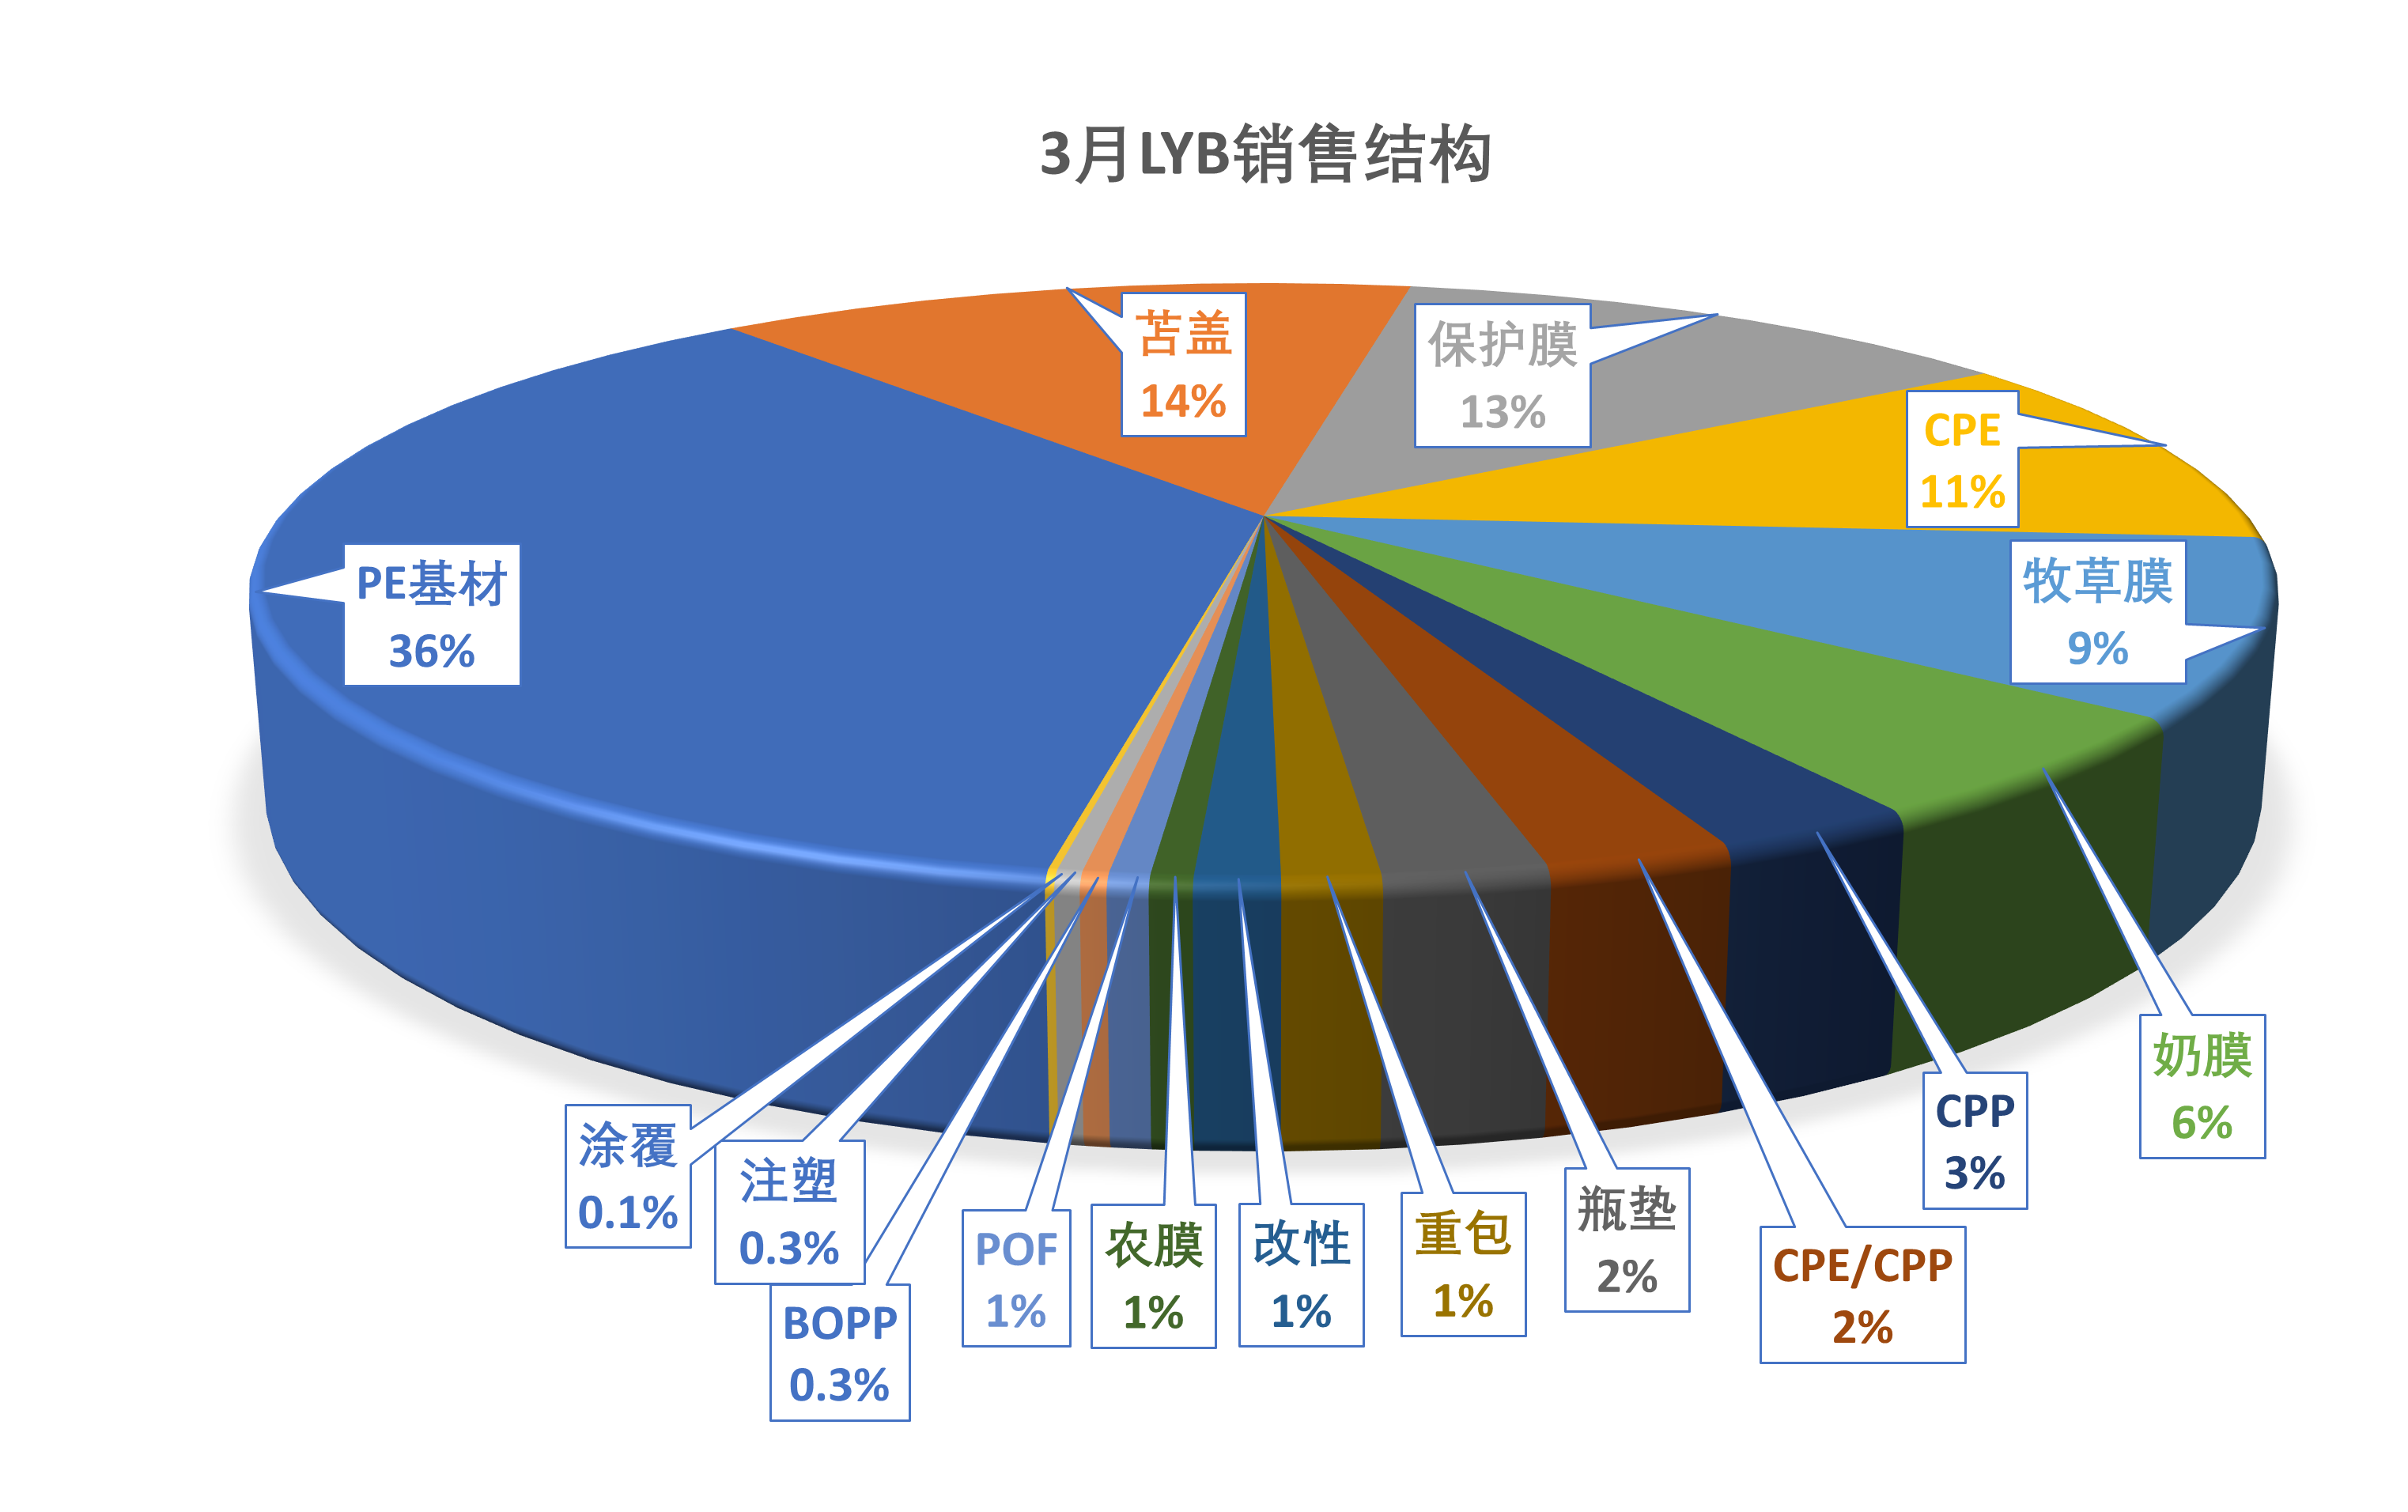 3月LYB销售结构
苫盖
14%
保护膜
13%
CPE
11%
牧草膜
9%
PE基材
36%
奶膜
6%
CPP
3%
CPE/CPP
2%
瓶垫
2%
重包
1%
改性
1%
农膜
1%
POF
1%
BOPP
0.3%
注塑
0.3%
涂覆
0.1%